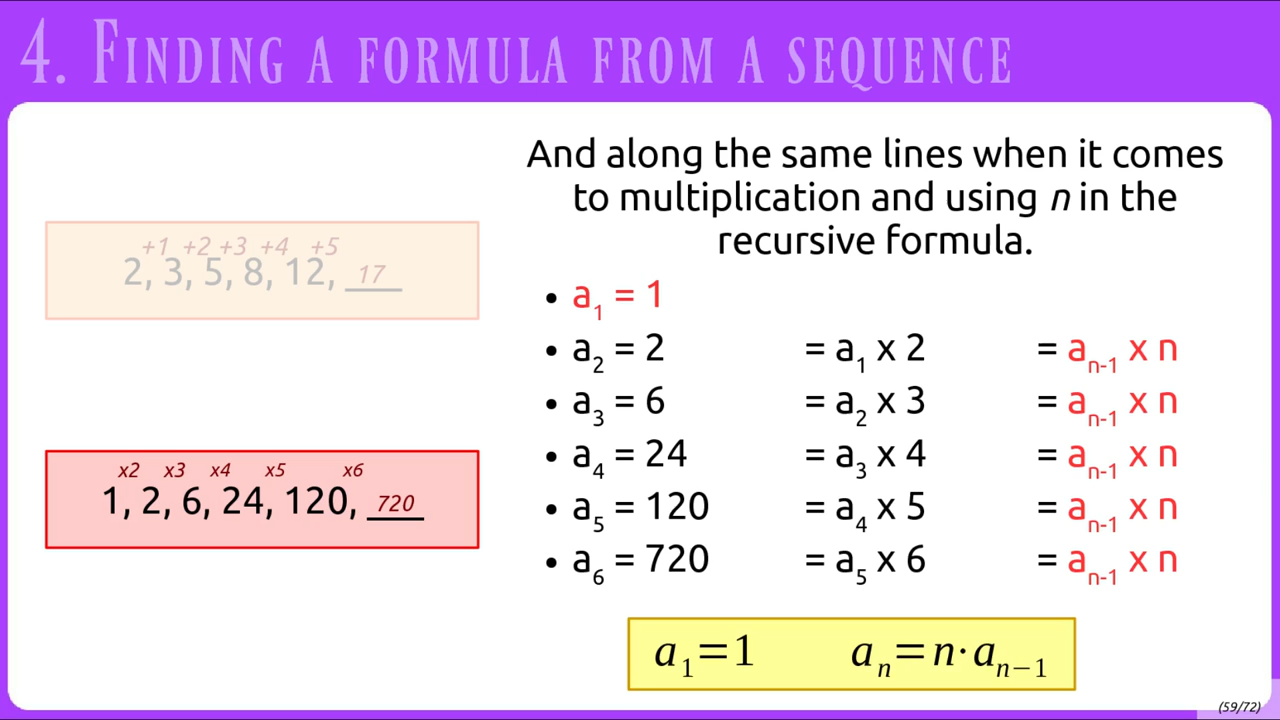 4. Finding a formula from a sequence
And along the same lines when it comes
to multiplication and using n in the
recursive formula.
+1 +2 +3 +4 +5
2, 3, 5, 8, 12, 17
x2 x3 x4 x5 x6
1, 2, 6, 24, 120, 720
• a₁ = 1
• a₂ = 2 = a₁ x 2 = aₙ₋₁ x n
• a₃ = 6 = a₂ x 3 = aₙ₋₁ x n
• a₄ = 24 = a₃ x 4 = aₙ₋₁ x n
• a₅ = 120 = a₄ x 5 = aₙ₋₁ x n
• a₆ = 720 = a₅ x 6 = aₙ₋₁ x n
a₁=1 aₙ=n·aₙ₋₁
(59/72)